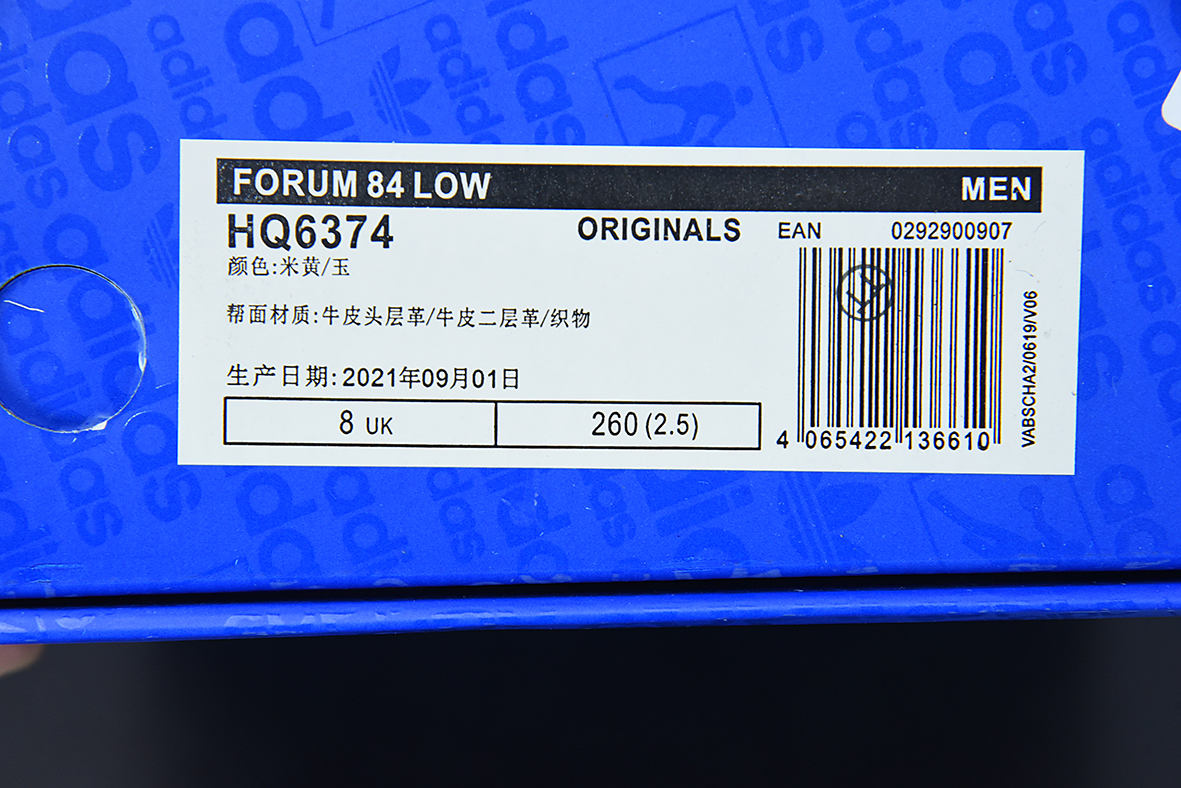 FORUM 84 LOW MEN
HQ6374 ORIGINALS EAN 0292900907
颜色:米黄/玉
帮面材质:牛皮头层革/牛皮二层革/织物
生产日期:2021年09月01日
8 UK 260 (2.5)
4 065422 136610
VABSCHA2/0619/V06
adidas